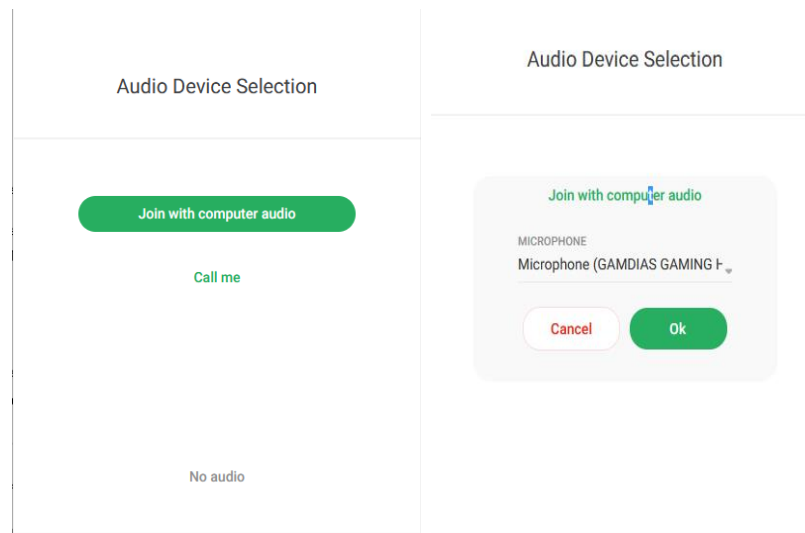 Audio Device Selection
Join with computer audio
Call me
No audio
Audio Device Selection
Join with computer audio
MICROPHONE
Microphone (GAMDIAS GAMING H
Cancel
Ok